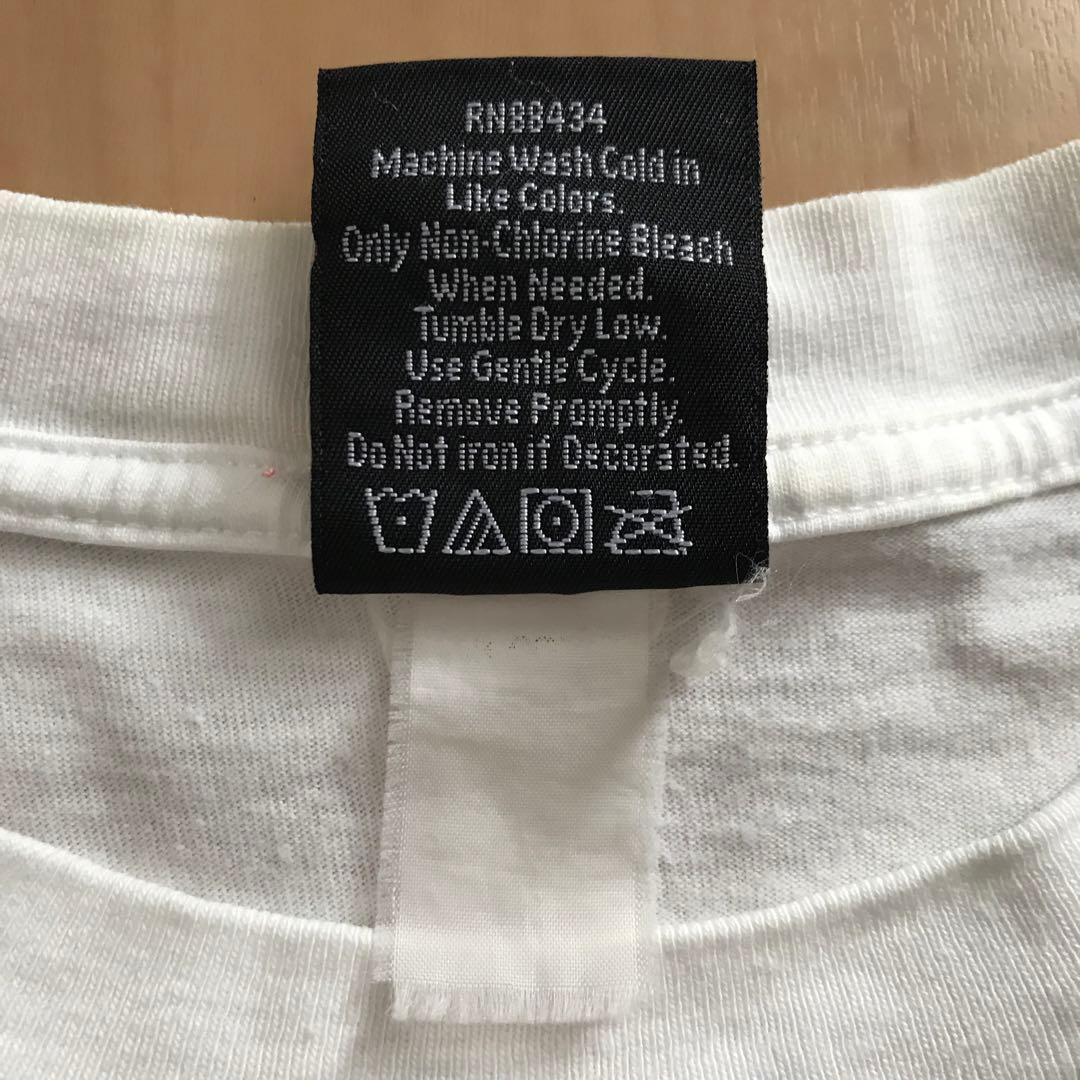 RN88434
Machine Wash Cold in
Like Colors.
Only Non-Chlorine Bleach
When Needed.
Tumble Dry Low.
Use Gentle Cycle.
Remove Promptly.
Do Not iron if Decorated.